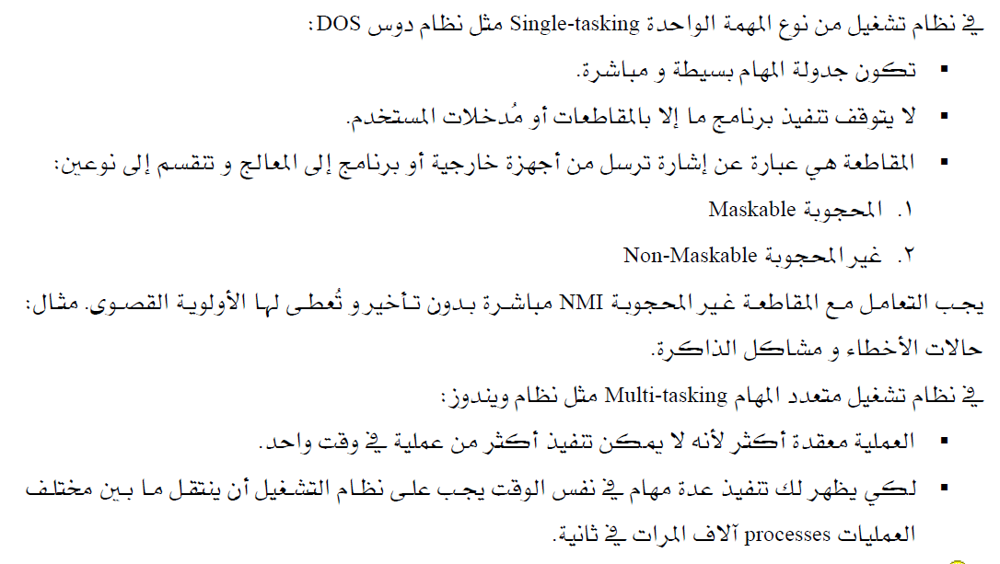 في نظام تشغيل من نوع المهمة الواحدة Single-tasking مثل نظام دوس DOS:
▪ تكون جدولة المهام بسيطة و مباشرة.
▪ لا يتوقف تنفيذ برنامج ما إلا بالمقاطعات أو مُدخلات المستخدم.
▪ المقاطعة هي عبارة عن إشارة ترسل من أجهزة خارجية أو برنامج إلى المعالج و تنقسم إلى نوعين:
١. المحجوبة Maskable
٢. غير المحجوبة Non-Maskable
يجب التعامل مع المقاطعة غير المحجوبة NMI مباشرة بدون تأخير و تُعطى لها الأولوية القصوى. مثال:
حالات الأخطاء و مشاكل الذاكرة.
في نظام تشغيل متعدد المهام Multi-tasking مثل نظام ويندوز:
▪ العملية معقدة أكثر لأنه لا يمكن تنفيذ أكثر من عملية في وقت واحد.
▪ لكي يظهر لك تنفيذ عدة مهام في نفس الوقت يجب على نظام التشغيل أن ينتقل ما بين مختلف
العمليات processes آلاف المرات في ثانية.